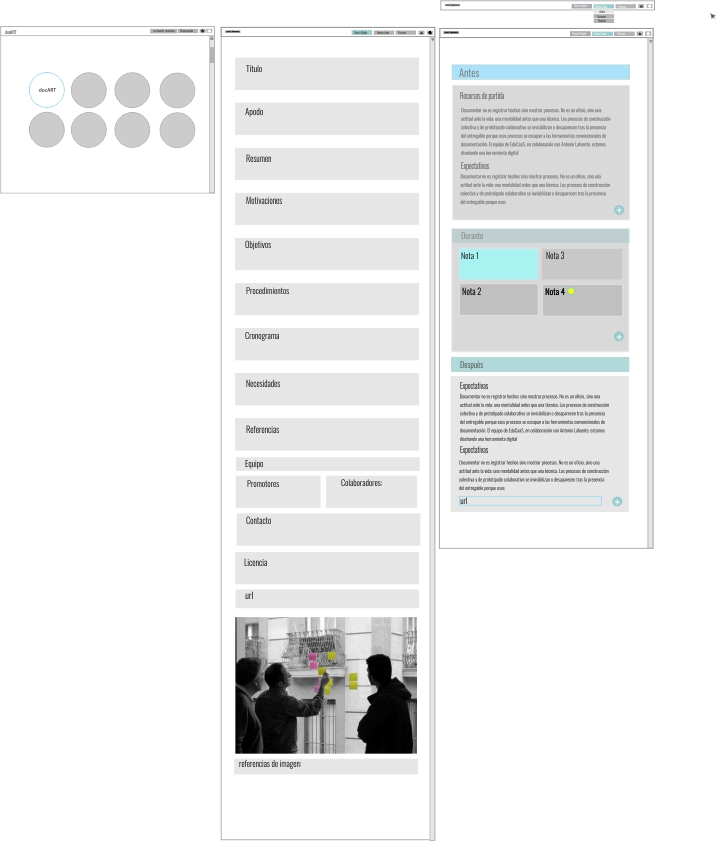 docART
docART
Título
Apodo
Resumen
Motivaciones
Objetivos
Procedimientos
Cronograma
Necesidades
Referencias
Equipo
Promotores
Colaboradores:
Contacto
Licencia
url
referencias de imagen:
Antes
Recursos de partida
Documentar no es registrar hechos sino mostrar procesos. No es un oficio, sino una
actitud ante la vida: una mentalidad antes que una técnica. Los procesos de construcción
colectiva y de prototipado colaborativo se invisibilizan o desaparecen tras la presencia
del entregable porque esos procesos se escapan a las herramientas convencionales de
documentación. El equipo de EduCaaS, en colaboración con Antonio Lafuente, estamos
diseñando una herramienta digital
Expectativas
Documentar no es registrar hechos sino mostrar procesos. No es un oficio, sino una
actitud ante la vida: una mentalidad antes que una técnica. Los procesos de construcción
colectiva y de prototipado colaborativo se invisibilizan o desaparecen tras la presencia
del entregable porque esos
Durante
Nota 1
Nota 3
Nota 2
Nota 4
Después
Expectativas
Documentar no es registrar hechos sino mostrar procesos. No es un oficio, sino una
actitud ante la vida: una mentalidad antes que una técnica. Los procesos de construcción
colectiva y de prototipado colaborativo se invisibilizan o desaparecen tras la presencia
del entregable porque esos procesos se escapan a las herramientas convencionales de
documentación. El equipo de EduCaaS, en colaboración con Antonio Lafuente, estamos
diseñando una herramienta digital
Expectativas
Documentar no es registrar hechos sino mostrar procesos. No es un oficio, sino una
actitud ante la vida: una mentalidad antes que una técnica. Los procesos de construcción
colectiva y de prototipado colaborativo se invisibilizan o desaparecen tras la presencia
del entregable porque esos
url